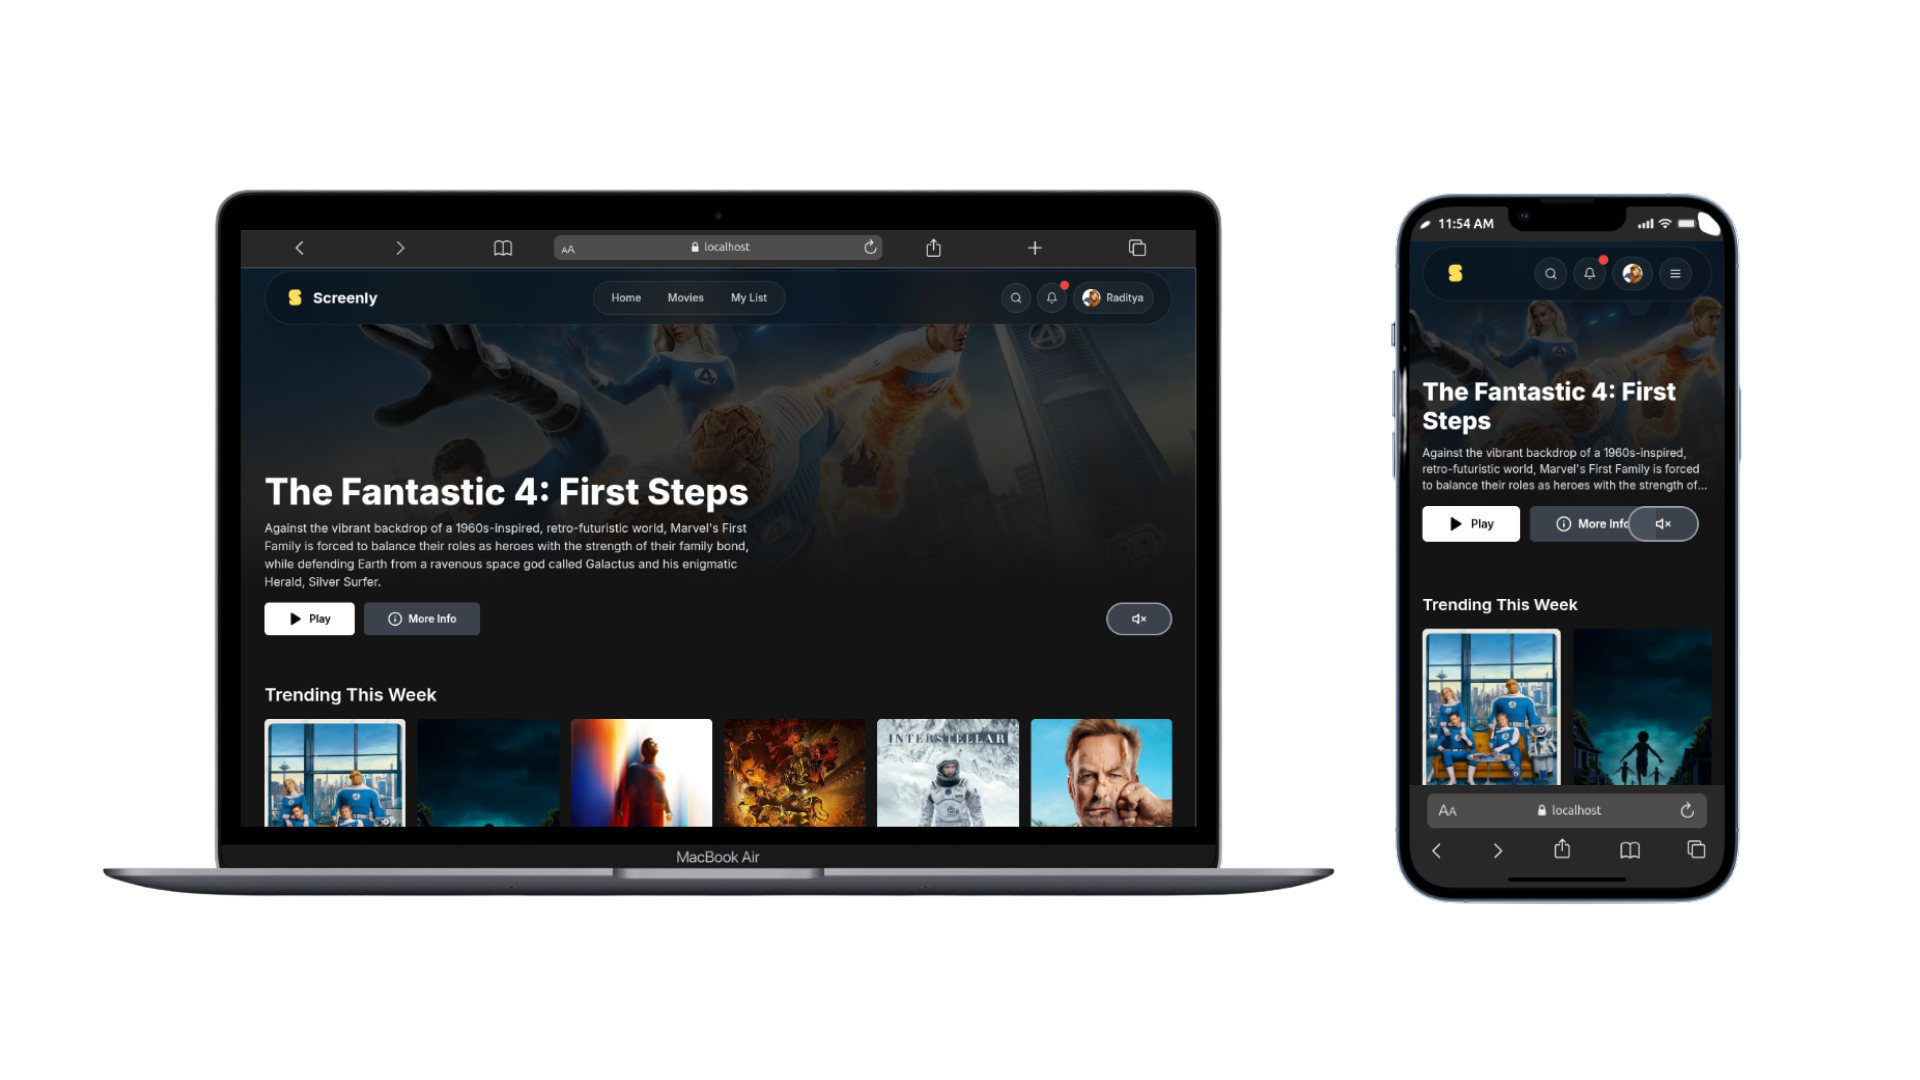 AA
localhost
Screenly
Home
Movies
My List
Raditya
The Fantastic 4: First Steps
Against the vibrant backdrop of a 1960s-inspired, retro-futuristic world, Marvel's First
Family is forced to balance their roles as heroes with the strength of their family bond,
while defending Earth from a ravenous space god called Galactus and his enigmatic
Herald, Silver Surfer.
Play
More Info
Trending This Week
INTERSTELLAR
MacBook Air
11:54 AM
The Fantastic 4: First
Steps
Against the vibrant backdrop of a 1960s-inspired,
retro-futuristic world, Marvel's First Family is forced
to balance their roles as heroes with the strength of...
Play
More Info
Trending This Week
AA
localhost